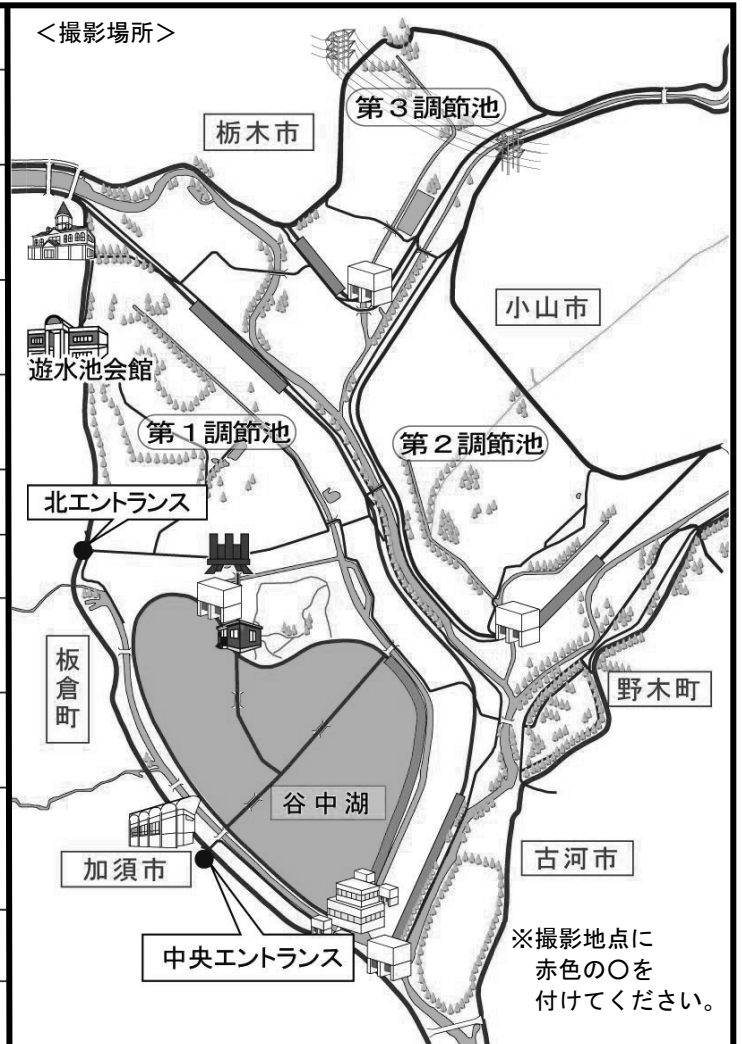 <撮影場所>
第3調節池
栃木市
小山市
遊水池会館
第1調節池
第2調節池
北エントランス
板倉町
野木町
谷中湖
加須市
古河市
中央エントランス
※撮影地点に
赤色の〇を
付けてください。